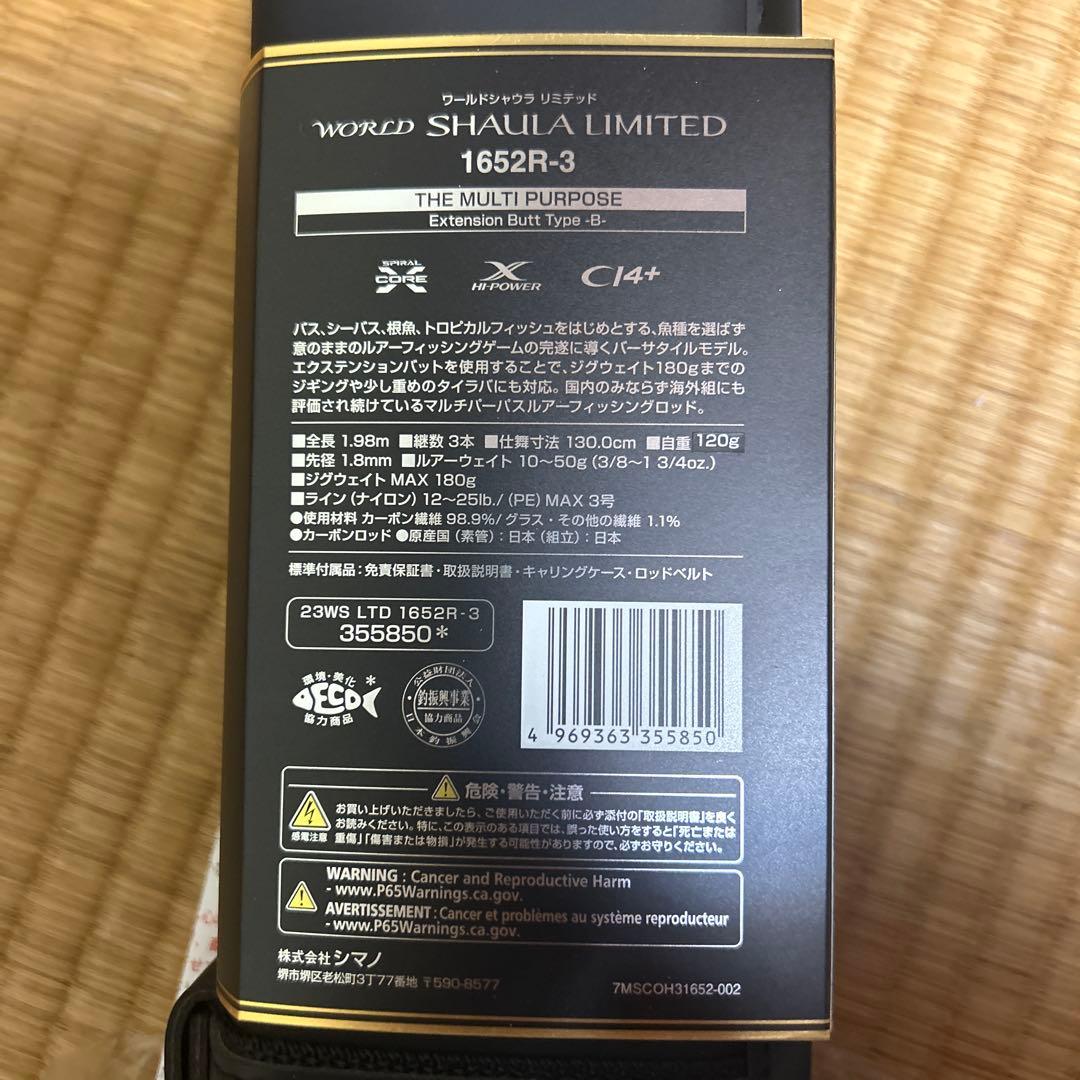 ワールドシャウラ リミテッド
WORLD SHAULA LIMITED
1652R-3
THE MULTI PURPOSE
Extension Butt Type -B-
SPIRAL X CORE
X HI-POWER
CI4+
バス、シーバス、根魚、トロピカルフィッシュをはじめとする、魚種を選ばず
意のままのルアーフィッシングゲームの完遂に導くバーサタイルモデル。
エクステンションバットを使用することで、ジグウェイト180gまでの
ジギングや少し重めのタイラバにも対応。国内のみならず海外組にも
評価され続けているマルチパーパスルアーフィッシングロッド。
■全長 1.98m ■継数 3本 ■仕舞寸法 130.0cm ■自重 120g
■先径 1.8mm ■ルアーウェイト 10〜50g (3/8〜1 3/4oz.)
■ジグウェイト MAX 180g
■ライン (ナイロン) 12〜25lb./ (PE) MAX 3号
●使用材料 カーボン繊維 98.9%/ グラス・その他の繊維 1.1%
●カーボンロッド ●原産国 (素管) : 日本 (組立) : 日本
標準付属品 : 免責保証書・取扱説明書・キャリングケース・ロッドベルト
23WS LTD 1652R-3
355850*
環境・美化*
ECO
協力商品
公益財団法人
釣振興事業
協力商品
日本釣振興会
4 969363 355850
危険・警告・注意
感電注意
お買い上げいただきましたら、ご使用いただく前に必ず添付の「取扱説明書」を良く
お読みください。特に、この表示のある項目では、誤った使い方をすると「死亡または
重傷」「傷害または物損」が発生する可能性がありますので、必ずお守りください。
WARNING : Cancer and Reproductive Harm
- www.P65Warnings.ca.gov.
AVERTISSEMENT : Cancer et problèmes au système reproducteur
- www.P65Warnings.ca.gov.
株式会社シマノ
堺市堺区老松町3丁77番地 〒590-8577
7MSCOH31652-002